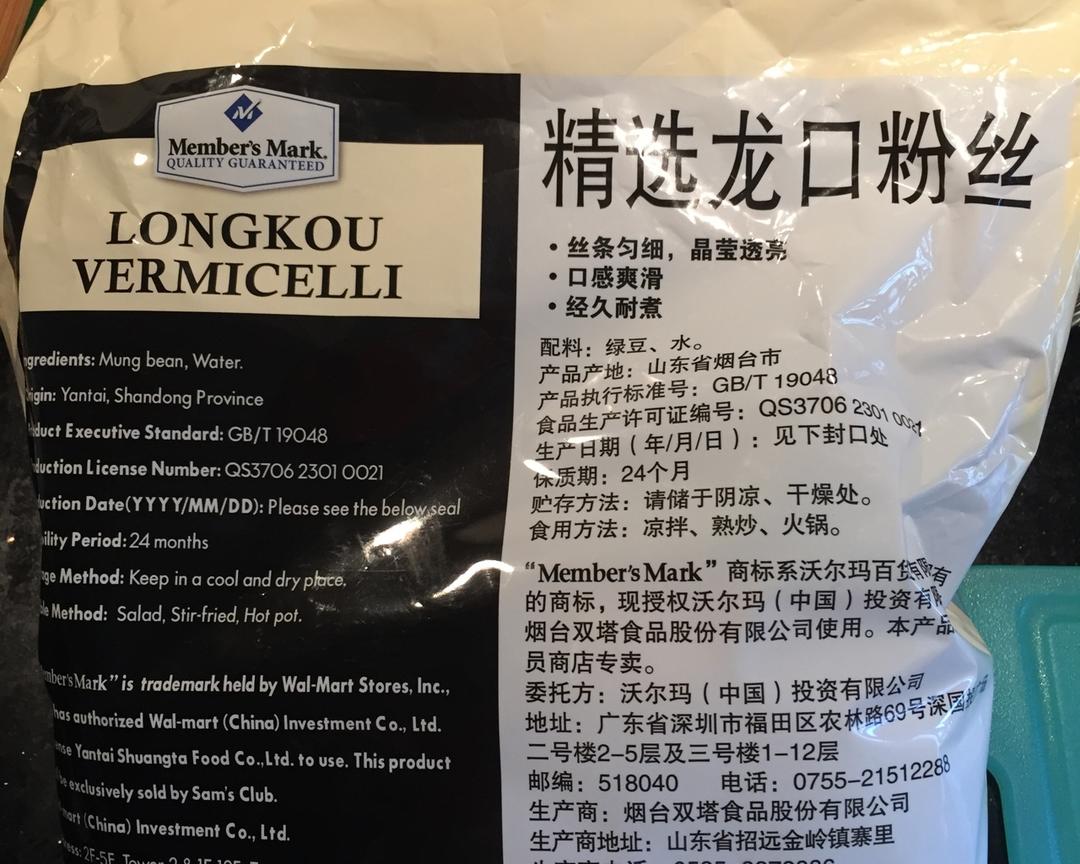 Member's Mark.
QUALITY GUARANTEED
LONGKOU
VERMICELLI
Ingredients: Mung bean, Water.
Yantai, Shandong Province
Executive Standard: GB/T 19048
License Number: QS3706 2301 0021
Date(YYYY/MM/DD): Please see the below seal
Period: 24 months
Method: Keep in a cool and dry place.
Method: Salad, Stir-fried, Hot pot.
Mark" is trademark held by Wal-Mart Stores, Inc.,
has authorized Wal-mart (China) Investment Co., Ltd.
Yantai Shuangta Food Co.,Ltd. to use. This product
be exclusively sold by Sam's Club.
(China) Investment Co., Ltd.
精选龙口粉丝
• 丝条匀细，晶莹透亮
• 口感爽滑
• 经久耐煮
配料：绿豆、水。
产品产地：山东省烟台市
产品执行标准号：GB/T 19048
食品生产许可证编号：QS3706 2301 0021
生产日期（年/月/日）：见下封口处
保质期：24个月
贮存方法：请储于阴凉、干燥处。
食用方法：凉拌、熟炒、火锅。
“Member's Mark” 商标系沃尔玛百货有
的商标，现授权沃尔玛（中国）投资有
烟台双塔食品股份有限公司使用。本产品
员商店专卖。
委托方：沃尔玛（中国）投资有限公司
地址：广东省深圳市福田区农林路69号深国
二号楼2-5层及三号楼1-12层
邮编：518040 电话：0755-21512288
生产商：烟台双塔食品股份有限公司
生产商地址：山东省招远金岭镇寨里